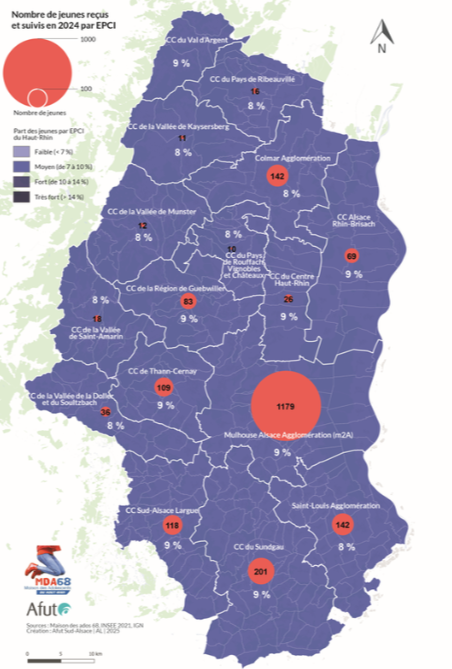 Nombre de jeunes reçus
et suivis en 2024 par EPCI
1000
100
Nombre de jeunes
Part des jeunes par EPCI
du Haut-Rhin
Faible (< 7 %)
Moyen (de 7 à 10 %)
Fort (de 10 à 14 %)
Très fort (> 14 %)
N
CC du Val d'Argent
9 %
CC du Pays de Ribeauvillé
16
8 %
CC de la Vallée de Kaysersberg
11
8 %
Colmar Agglomération
142
8 %
CC de la Vallée de Munster
12
8 %
CC Alsace
Rhin-Brisach
69
9 %
8 %
10
CC du Pays
de Rouffach,
Vignobles
et Châteaux
CC du Centre
Haut-Rhin
26
9 %
CC de la Région de Guebwiller
83
9 %
8 %
18
CC de la Vallée
de Saint-Amarin
CC de Thann-Cernay
109
9 %
CC de la Vallée de la Doller
et du Soultzbach
36
8 %
1179
Mulhouse Alsace Agglomération (m2A)
9 %
CC Sud-Alsace Largue
118
9 %
Saint-Louis Agglomération
142
8 %
CC du Sundgau
201
9 %
MDA68
Afut
Sources : Maison des ados 68, INSEE 2021, IGN
Création : Afut Sud-Alsace | AL | 2025
0 5 10 km